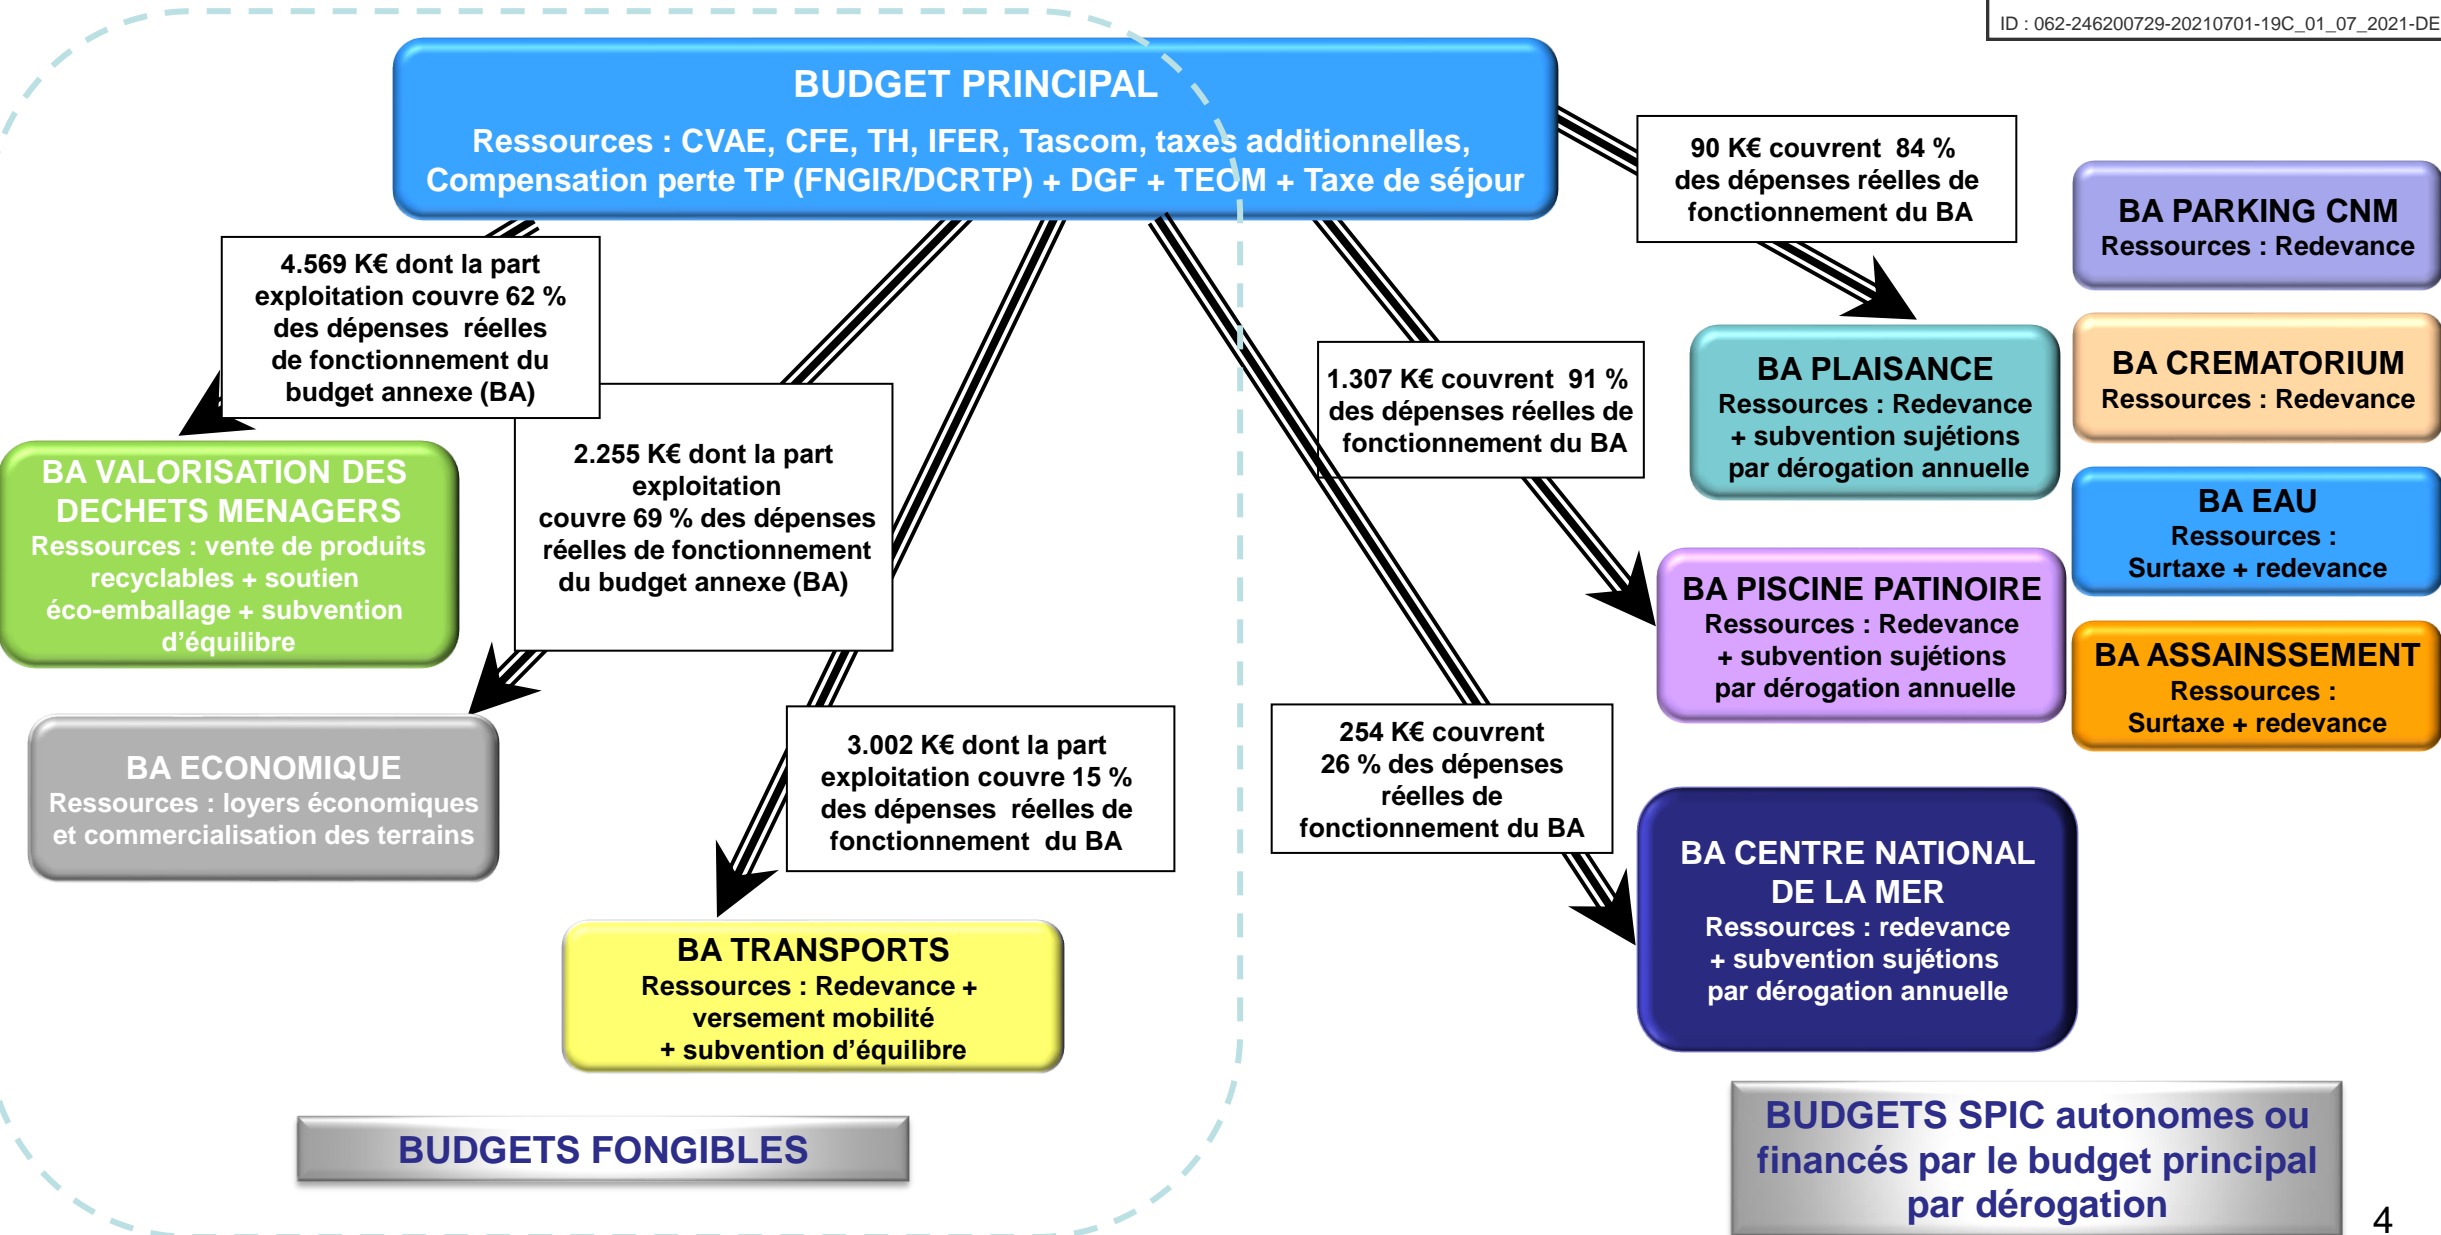 ID : 062-246200729-20210701-19C_01_07_2021-DE
BUDGET PRINCIPAL
Ressources : CVAE, CFE, TH, IFER, Tascom, taxes additionnelles,
Compensation perte TP (FNGIR/DCRTP) + DGF + TEOM + Taxe de séjour
90 K€ couvrent 84 %
des dépenses réelles de
fonctionnement du BA
BA PARKING CNM
Ressources : Redevance
4.569 K€ dont la part
exploitation couvre 62 %
des dépenses réelles
de fonctionnement du
budget annexe (BA)
BA PLAISANCE
Ressources : Redevance
+ subvention sujétions
par dérogation annuelle
BA CREMATORIUM
Ressources : Redevance
1.307 K€ couvrent 91 %
des dépenses réelles de
fonctionnement du BA
2.255 K€ dont la part
exploitation
couvre 69 % des dépenses
réelles de fonctionnement
du budget annexe (BA)
BA VALORISATION DES
DECHETS MENAGERS
Ressources : vente de produits
recyclables + soutien
éco-emballage + subvention
d’équilibre
BA EAU
Ressources :
Surtaxe + redevance
BA PISCINE PATINOIRE
Ressources : Redevance
+ subvention sujétions
par dérogation annuelle
BA ASSAINSSEMENT
Ressources :
Surtaxe + redevance
BA ECONOMIQUE
Ressources : loyers économiques
et commercialisation des terrains
3.002 K€ dont la part
exploitation couvre 15 %
des dépenses réelles de
fonctionnement du BA
254 K€ couvrent
26 % des dépenses
réelles de
fonctionnement du BA
BA CENTRE NATIONAL
DE LA MER
Ressources : redevance
+ subvention sujétions
par dérogation annuelle
BA TRANSPORTS
Ressources : Redevance +
versement mobilité
+ subvention d’équilibre
BUDGETS FONGIBLES
BUDGETS SPIC autonomes ou
financés par le budget principal
par dérogation
4